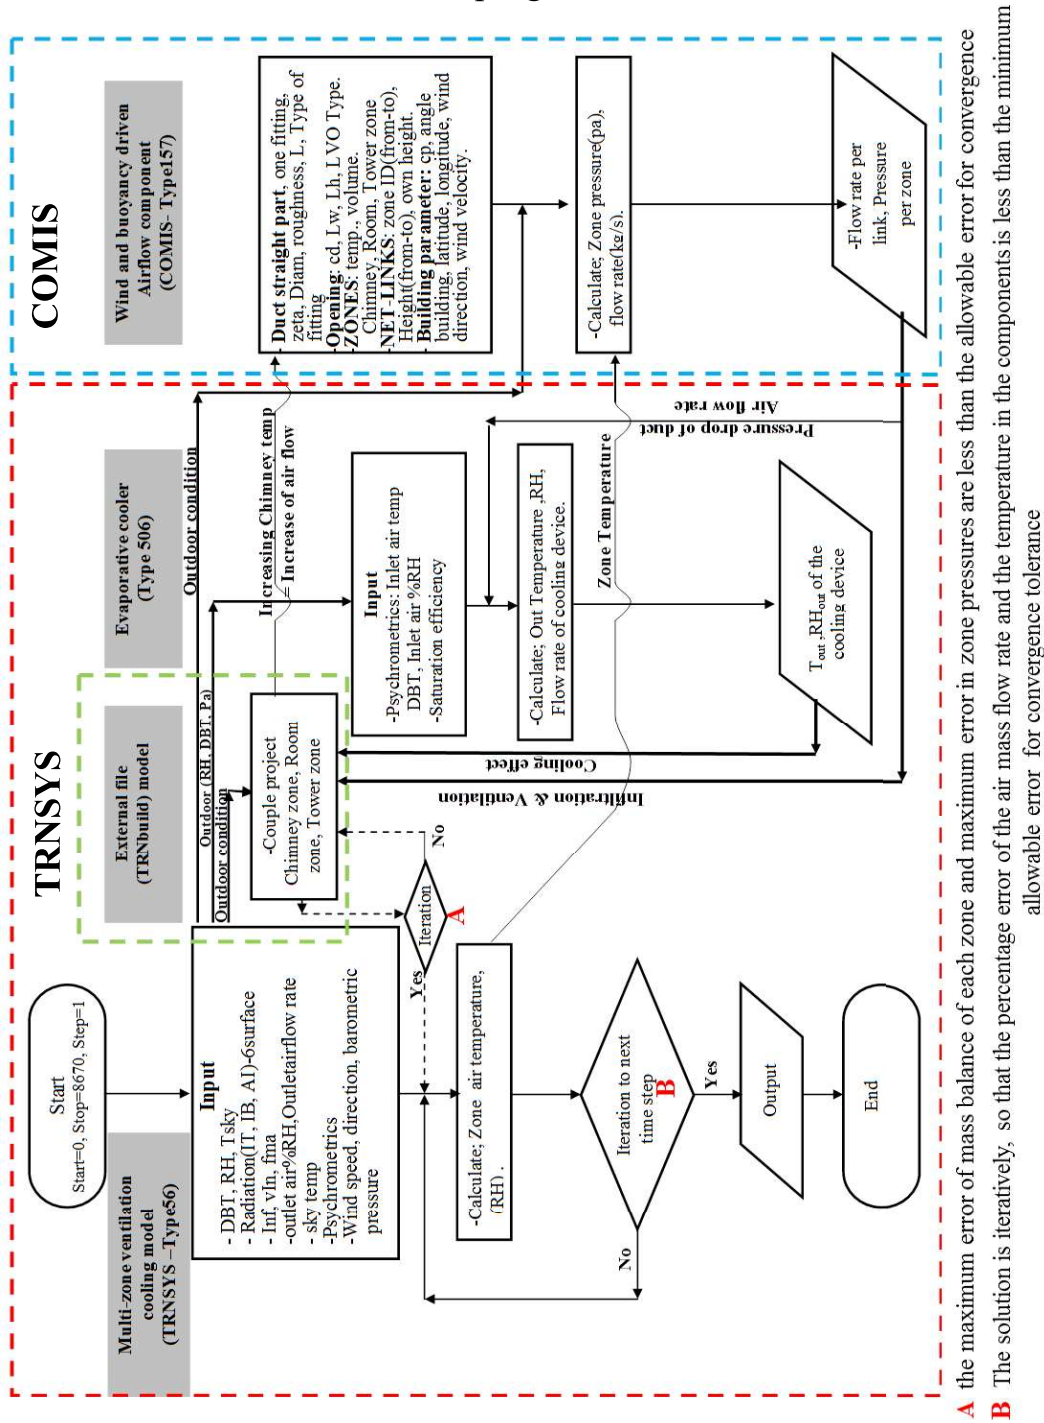 TRNSYS
COMIS
Multi-zone ventilation
cooling model
(TRNSYS –Type56)
External file
(TRNbuild) model
Evaporative cooler
(Type 506)
Wind and buoyancy driven
Airflow component
(COMIS- Type157)
Start
Start=0, Stop=8670, Step=1
Input
- DBT, RH, Tsky
- Radiation(IT, IB, AI)-6surface
- Inf, vln, fma
-outlet air%RH,Outletairflow rate
- sky temp
-Psychrometrics
-Wind speed, direction, barometric
pressure
Outdoor condition
Outdoor (RH, DBT, Pa)
Outdoor condition
-Couple project
Chimney zone, Room
zone, Tower zone
Increasing Chimney temp
= Increase of air flow
Iteration
A
No
Yes
-Calculate; Zone air temperature,
(RH).
Iteration to next
time step
B
No
Yes
Output
End
Input
-Psychrometrics: Inlet air temp
DBT, Inlet air %RH
-Saturation efficiency
-Calculate; Out Temperature ,RH,
Flow rate of cooling device.
Tout ,RHout of the
cooling device
Cooling effect
Infiltration & Ventilation
Zone Temperature
Pressure drop of duct
Air flow rate
- Duct straight part, one fitting,
zeta, Diam, roughness, L, Type of
fitting
-Opening: cd, Lw, Lh, L VO Type.
-ZONES: temp., volume.
Chimney, Room, Tower zone
-NET-LINKS: zone ID(from-to),
Height(from-to), own height.
-Building parameter: cp, angle
building, latitude, longitude, wind
direction, wind velocity.
-Calculate; Zone pressure(pa),
flow rate(kg/s).
-Flow rate per
link, Pressure
per zone
A the maximum error of mass balance of each zone and maximum error in zone pressures are less than the allowable error for convergence
B The solution is iteratively, so that the percentage error of the air mass flow rate and the temperature in the components is less than the minimum
allowable error for convergence tolerance